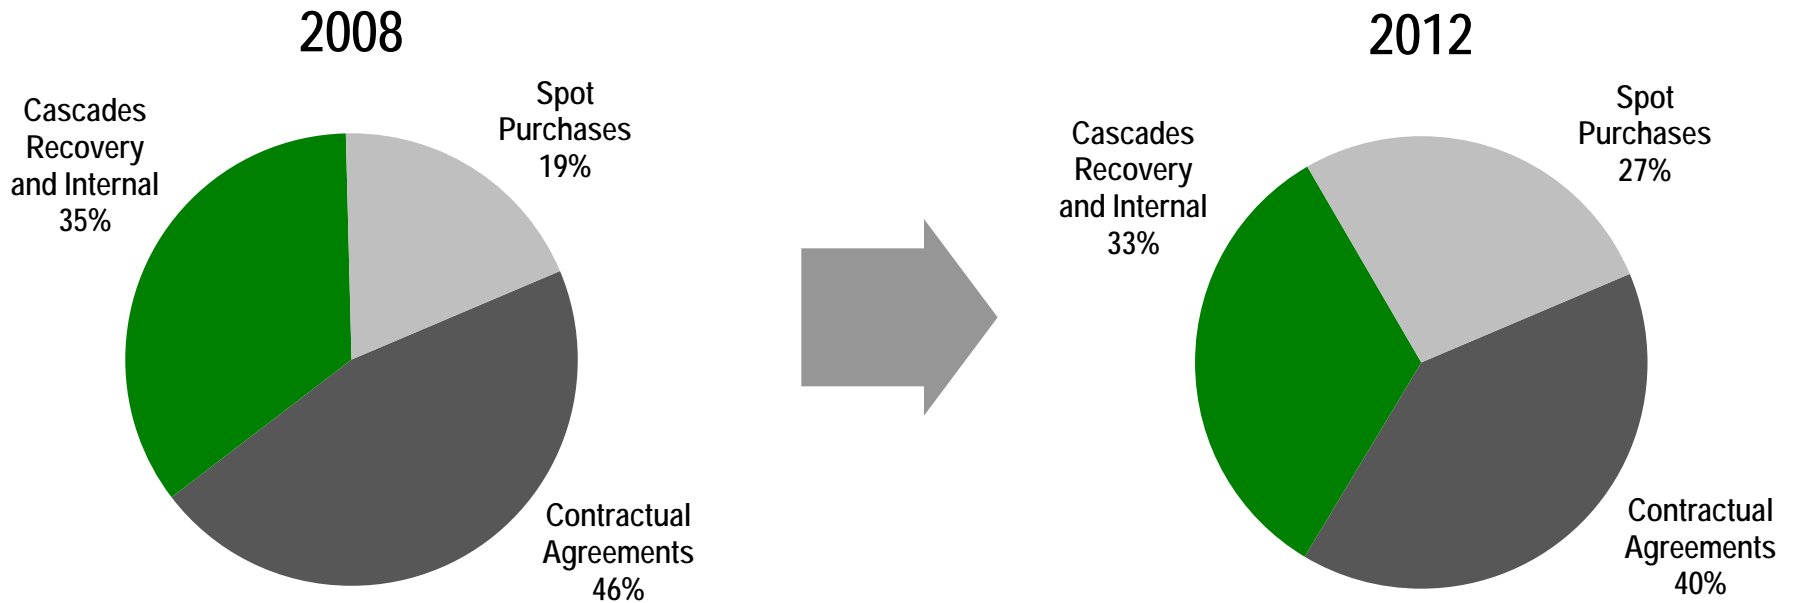 2008
Cascades
Recovery
and Internal
35%
Spot
Purchases
19%
Contractual
Agreements
46%
2012
Cascades
Recovery
and Internal
33%
Spot
Purchases
27%
Contractual
Agreements
40%